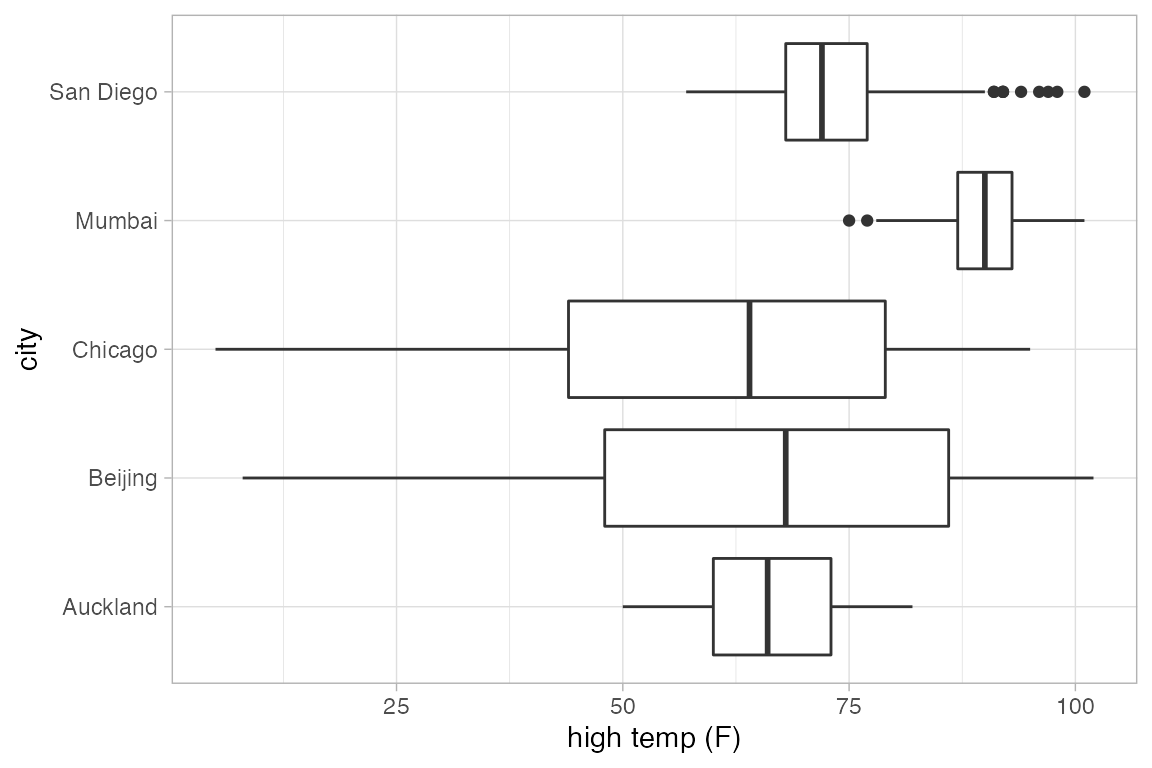 San Diego
Mumbai
Chicago
Beijing
Auckland
city
25 50 75 100
high temp (F)